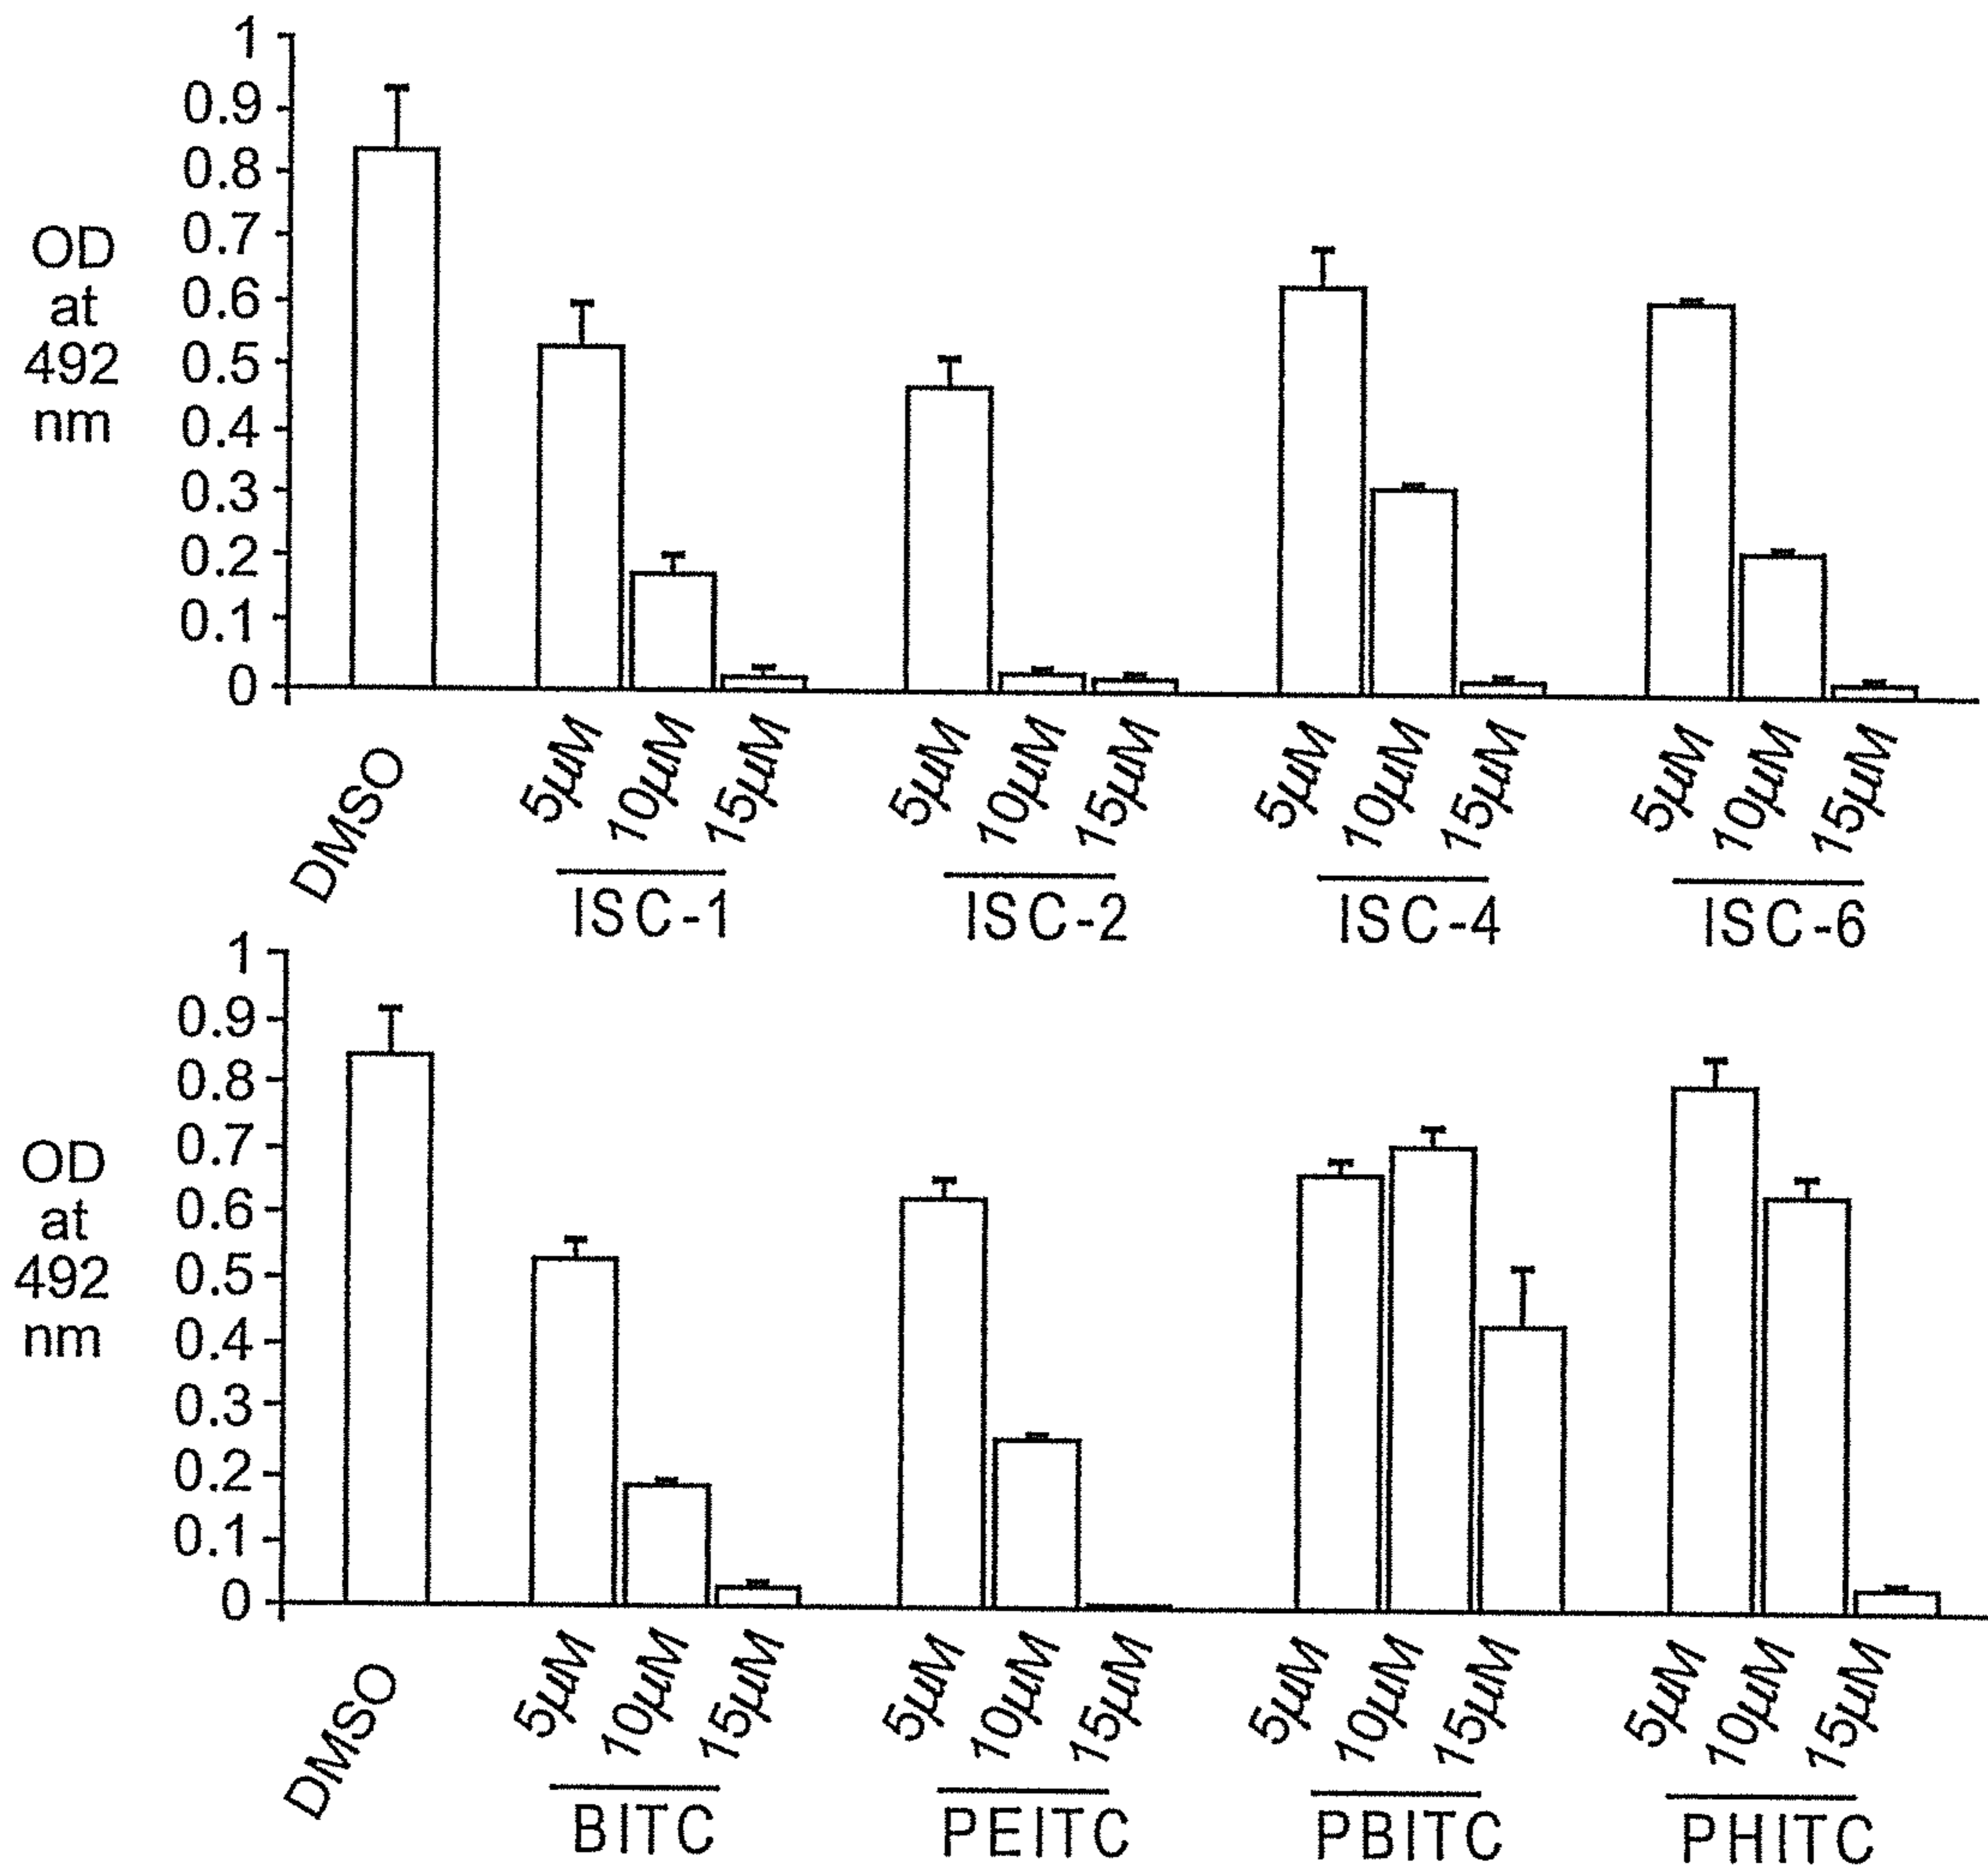 1
0.9
0.8
0.7
0.6
0.5
0.4
0.3
0.2
0.1
0
OD
at
492
nm
DMSO
5µM 10µM 15µM
5µM 10µM 15µM
5µM 10µM 15µM
5µM 10µM 15µM
ISC-1 ISC-2 ISC-4 ISC-6
1
0.9
0.8
0.7
0.6
0.5
0.4
0.3
0.2
0.1
0
OD
at
492
nm
DMSO
5µM 10µM 15µM
5µM 10µM 15µM
5µM 10µM 15µM
5µM 10µM 15µM
BITC PEITC PBITC PHITC